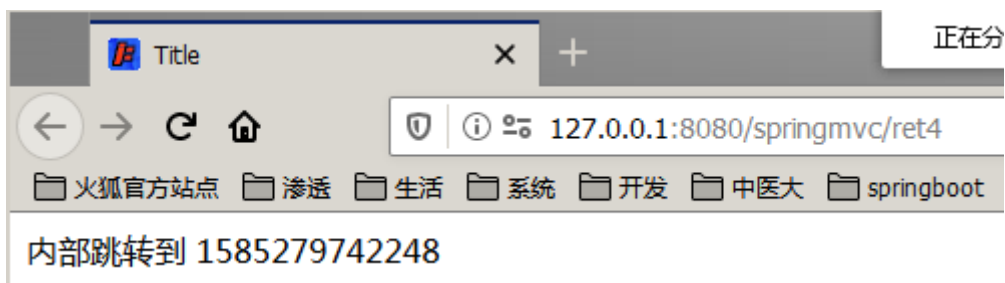 Title
正在分
127.0.0.1:8080/springmvc/ret4
火狐官方站点 渗透 生活 系统 开发 中医大 springboot
内部跳转到 1585279742248